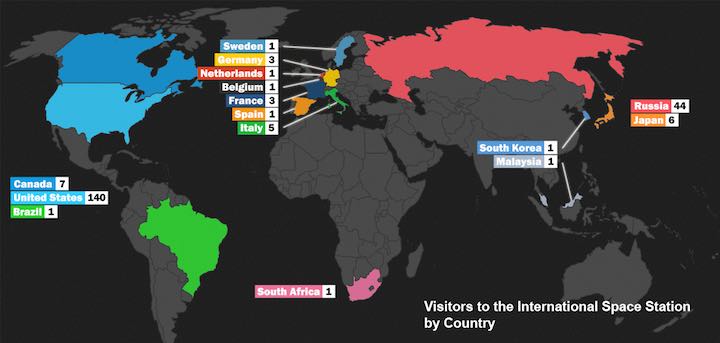 Sweden 1
Germany 3
Netherlands 1
Belgium 1
France 3
Spain 1
Italy 5
Russia 44
Japan 6
South Korea 1
Malaysia 1
Canada 7
United States 140
Brazil 1
South Africa 1
Visitors to the International Space Station
by Country